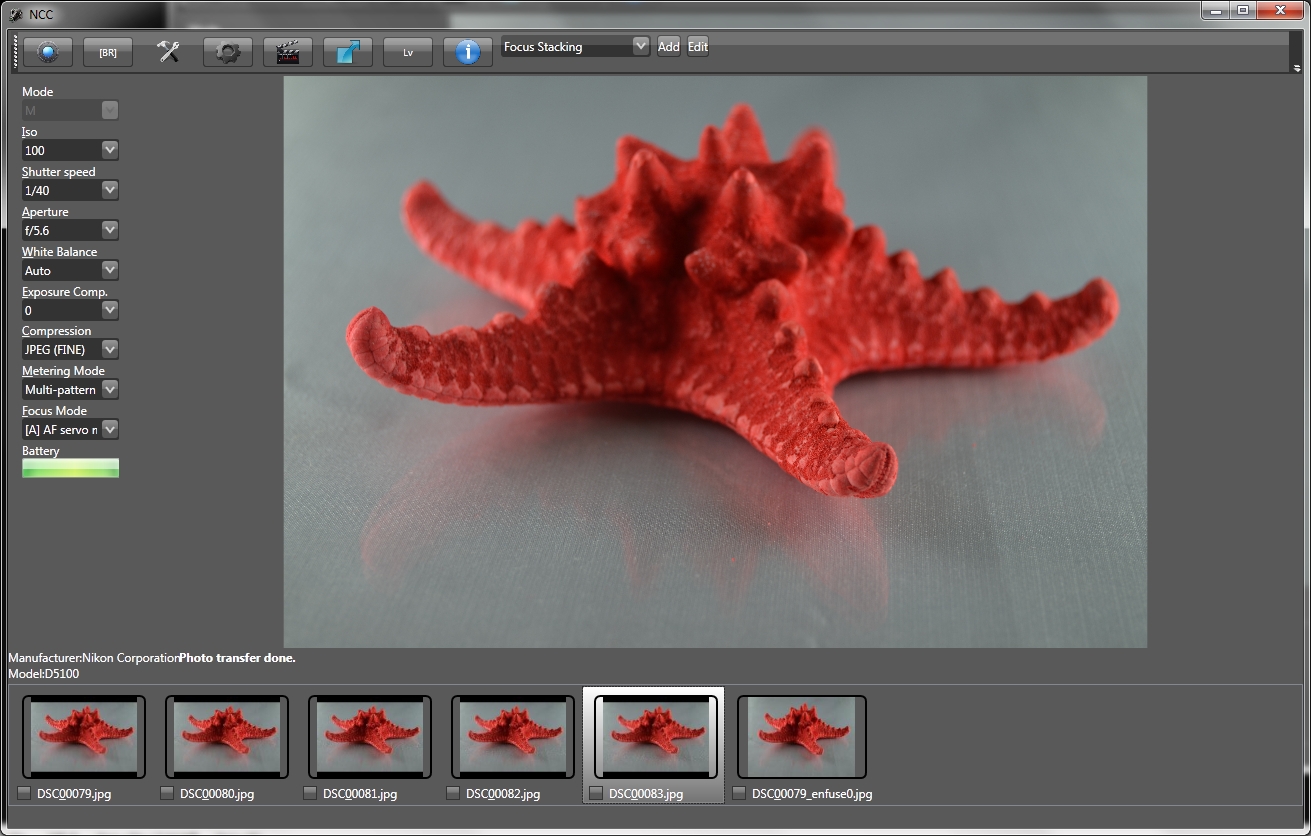 NCC
[BR]
Lv
Focus Stacking
Add
Edit
Mode
M
Iso
100
Shutter speed
1/40
Aperture
f/5.6
White Balance
Auto
Exposure Comp.
0
Compression
JPEG (FINE)
Metering Mode
Multi-pattern
Focus Mode
[A] AF servo n
Battery
Manufacturer:Nikon CorporationPhoto transfer done.
Model:D5100
DSC00079.jpg
DSC00080.jpg
DSC00081.jpg
DSC00082.jpg
DSC00083.jpg
DSC00079_enfuse0.jpg